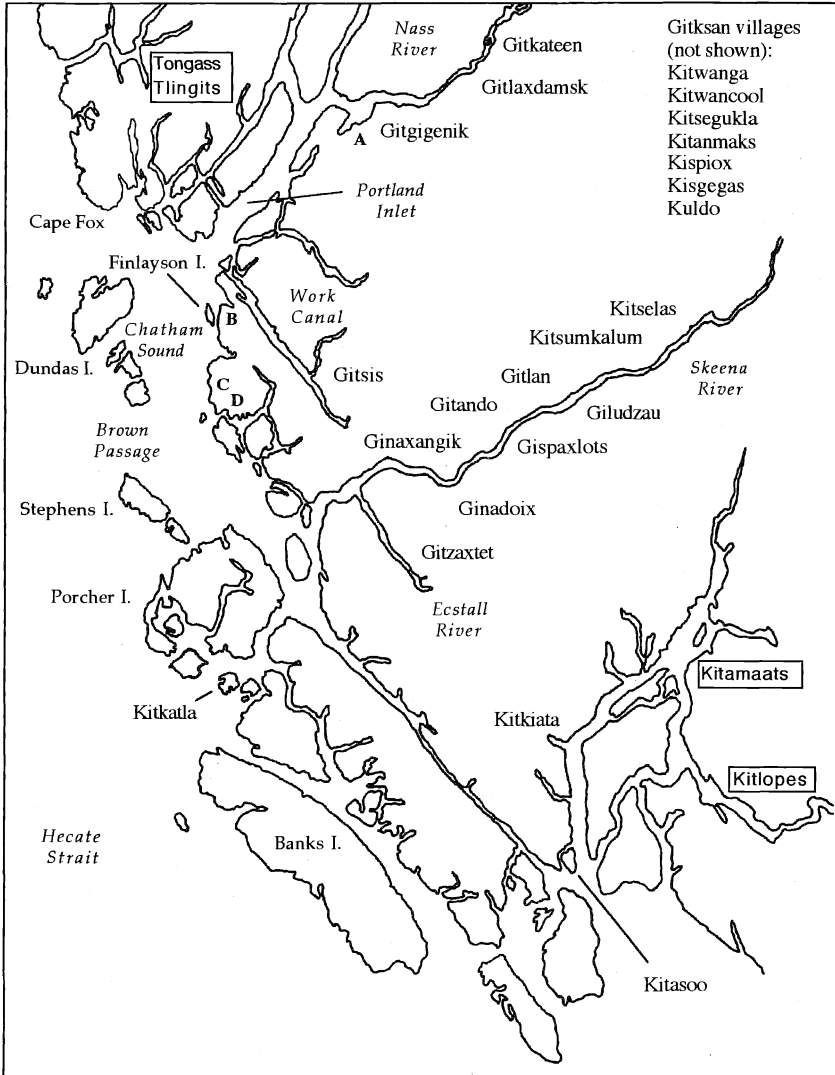 Nass
River
Gitkateen
Gitksan villages
(not shown):
Kitwanga
Kitwancool
Kitsegukla
Kitanmaks
Kispiox
Kisgegas
Kuldo
Tongass
Tlingits
Gitlaxdamsk
A
Gitgigenik
Portland
Inlet
Cape Fox
Finlayson I.
Work
Canal
B
Chatham
Sound
Kitselas
Kitsumkalum
Skeena
River
Dundas I.
Gitsis
Gitlan
C
D
Gitando
Giludzau
Brown
Passage
Ginaxangik
Gispaxlots
Stephens I.
Ginadoix
Gitzaxtet
Porcher I.
Ecstall
River
Kitamaats
Kitkatla
Kitkiata
Kitlopes
Hecate
Strait
Banks I.
Kitasoo